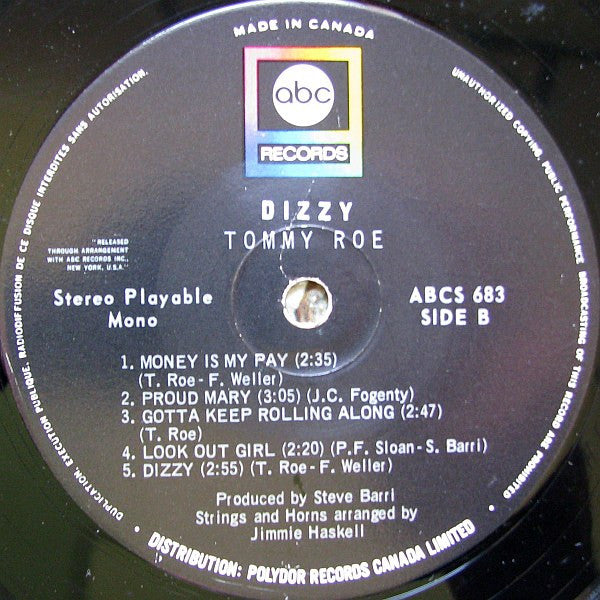 MADE IN CANADA
abc
RECORDS
DIZZY
TOMMY ROE
"RELEASED
THROUGH ARRANGEMENT
WITH ABC RECORDS INC.,
NEW YORK, U.S.A."
Stereo Playable
Mono
ABCS 683
SIDE B
1. MONEY IS MY PAY (2:35)
(T. Roe - F. Weller)
2. PROUD MARY (3:05) (J.C. Fogenty)
3. GOTTA KEEP ROLLING ALONG (2:47)
(T. Roe)
4. LOOK OUT GIRL (2:20) (P.F. Sloan - S. Barri)
5. DIZZY (2:55) (T. Roe - F. Weller)
Produced by Steve Barri
Strings and Horns arranged by
Jimmie Haskell
DUPLICATION, EXECUTION PUBLIQUE, RADIODIFFUSION DE CE DISQUE INTERDITES SANS AUTORISATION.
UNAUTHORIZED COPYING, PUBLIC PERFORMANCE BROADCASTING OF THIS RECORD ARE PROHIBITED
• DISTRIBUTION: POLYDOR RECORDS CANADA LIMITED •